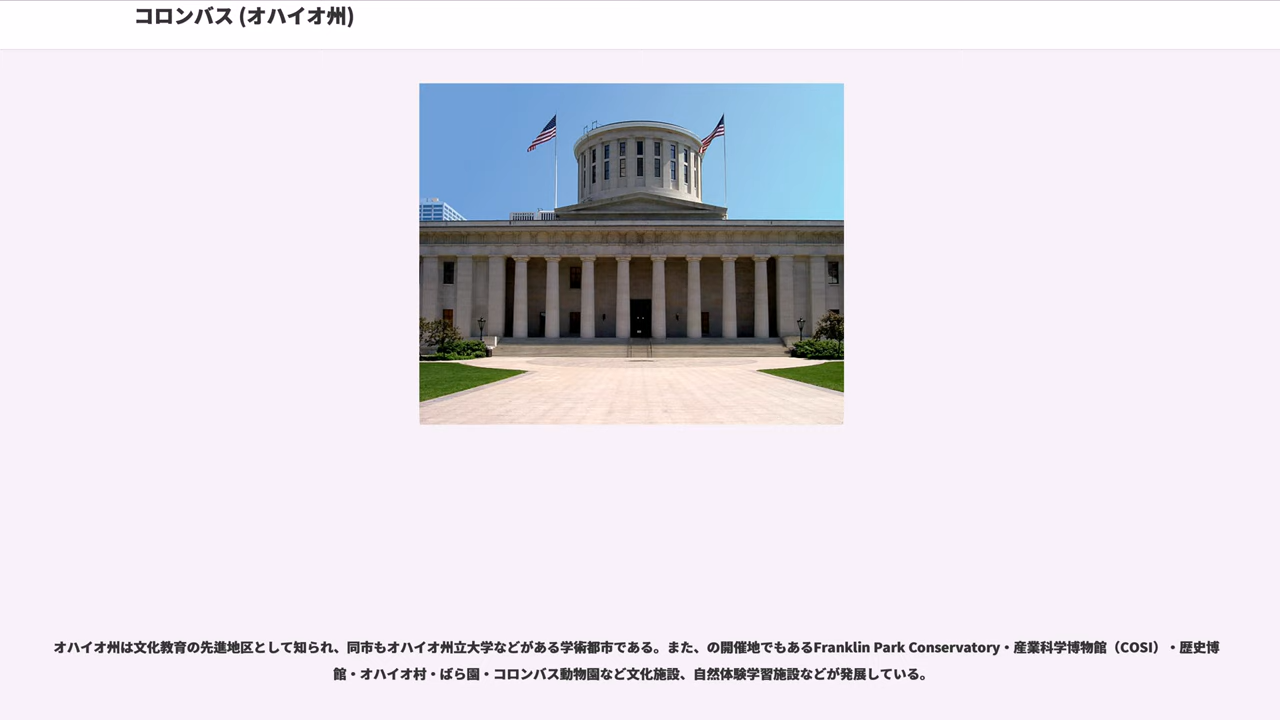 コロンバス (オハイオ州)
オハイオ州は文化教育の先進地区として知られ、同市もオハイオ州立大学などがある学術都市である。また、の開催地でもあるFranklin Park Conservatory・産業科学博物館（COSI）・歴史博
館・オハイオ村・ばら園・コロンバス動物園など文化施設、自然体験学習施設などが発展している。